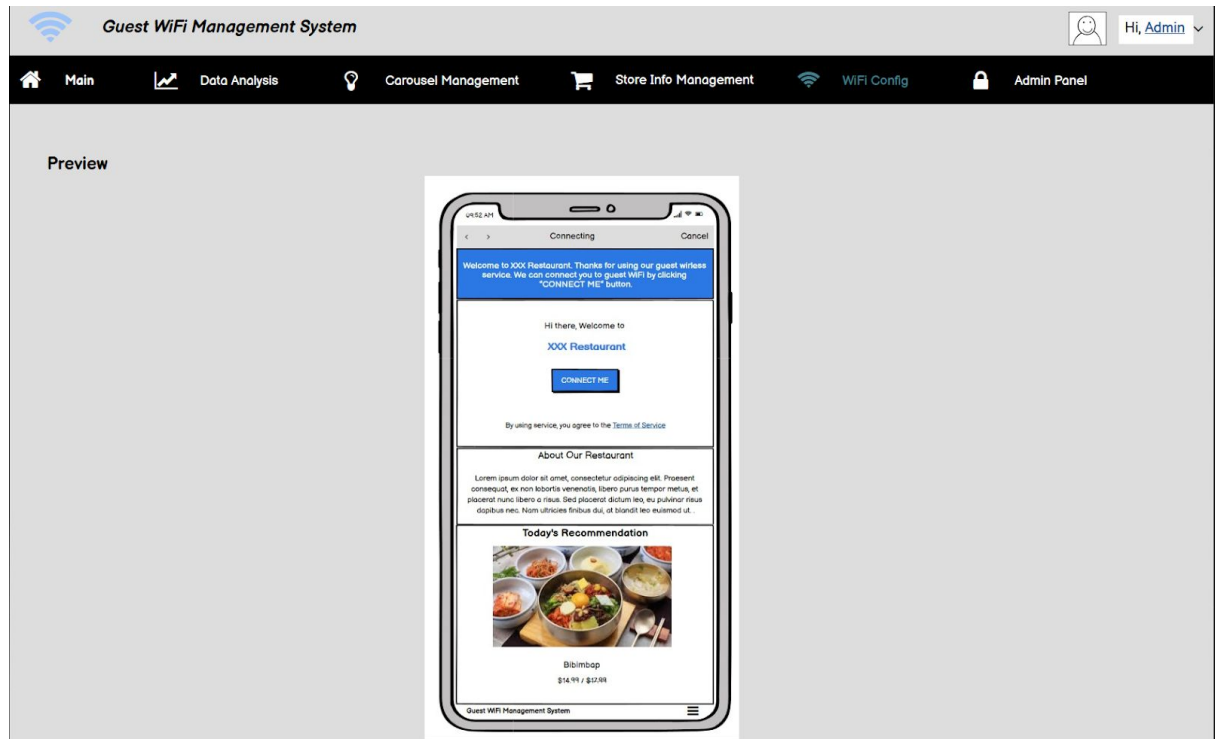 Guest WiFi Management System
Hi, Admin
Main
Data Analysis
Carousel Management
Store Info Management
WiFi Config
Admin Panel
Preview
09:52 AM
< > Connecting Cancel
Welcome to XXX Restaurant. Thanks for using our guest wirless
service. We can connect you to guest WiFi by clicking
"CONNECT ME" button.
Hi there, Welcome to
XXX Restaurant
CONNECT ME
By using service, you agree to the Terms of Service
About Our Restaurant
Lorem ipsum dolor sit amet, consectetur adipiscing elit. Praesent
consequat, ex non lobortis venenatis, libero purus tempor metus, et
placerat nunc libero a risus. Sed placerat dictum leo, eu pulvinar risus
dapibus nec. Nam ultricies finibus dui, at blandit leo euismod ut. .
Today's Recommendation
Bibimbap
$14.99 / $17.99
Guest WiFi Management System